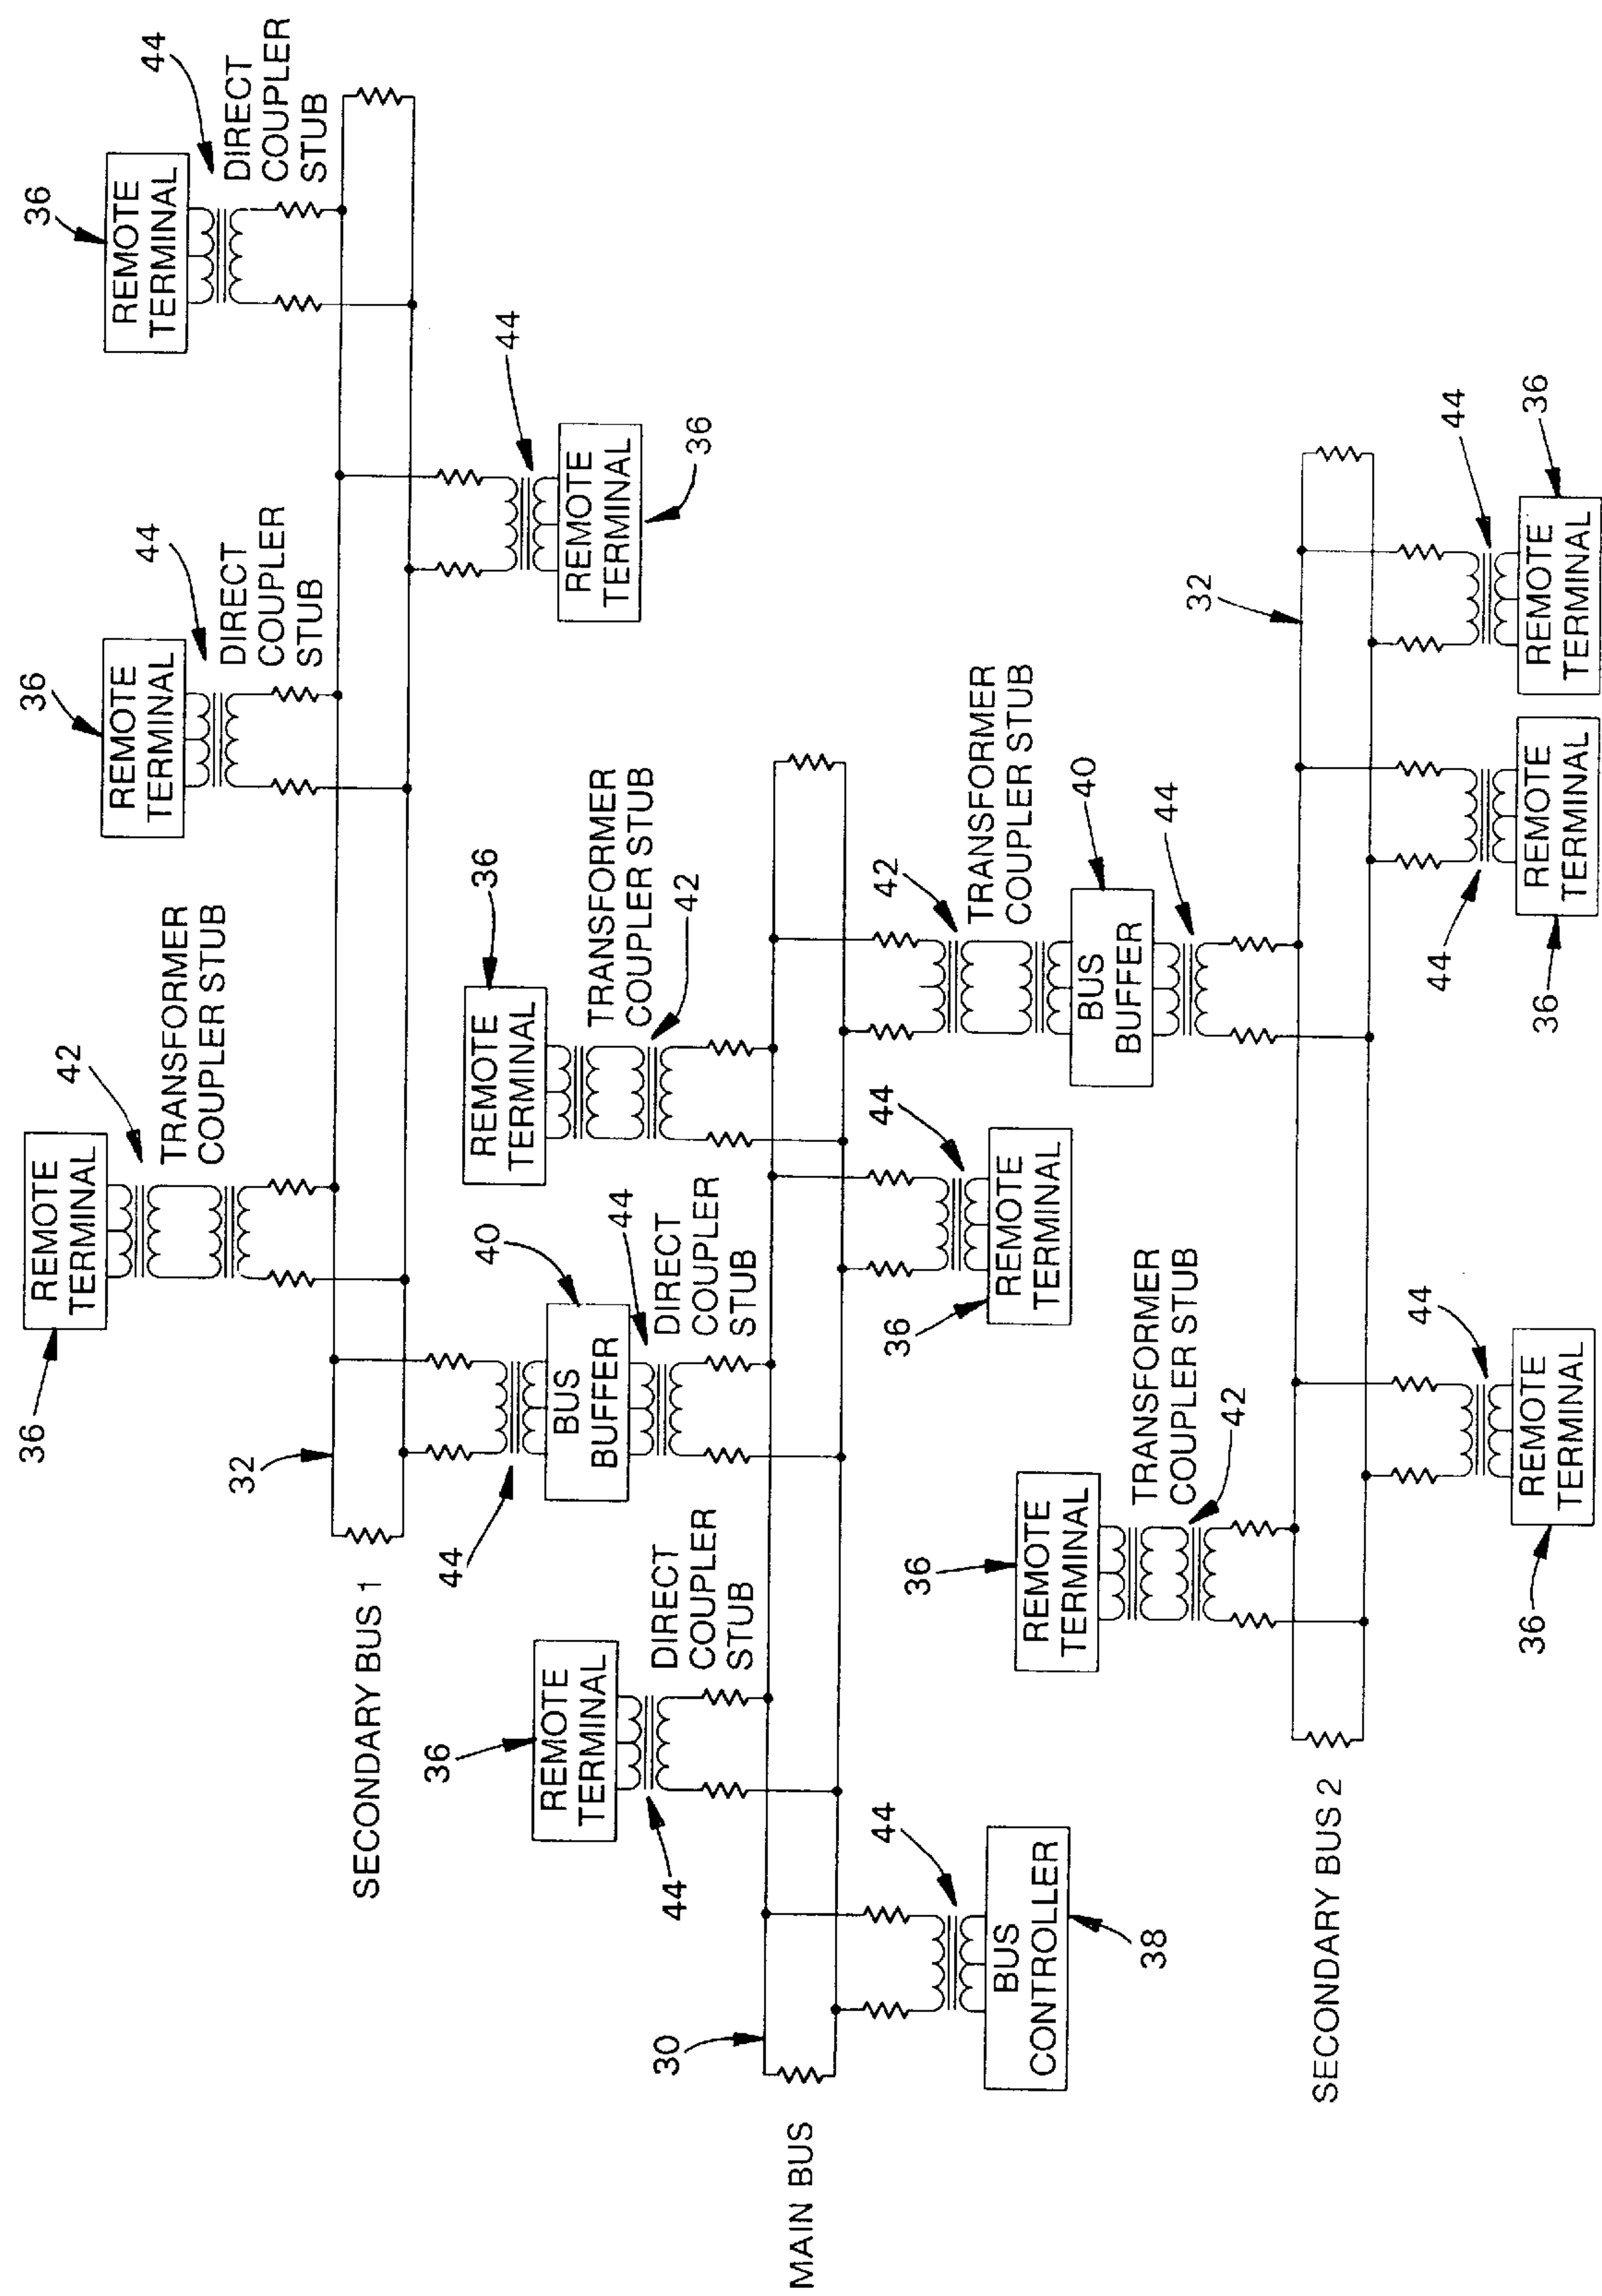 36
REMOTE
TERMINAL
42
TRANSFORMER
COUPLER STUB
36
REMOTE
TERMINAL
44
DIRECT
COUPLER
STUB
36
REMOTE
TERMINAL
44
DIRECT
COUPLER
STUB
32
SECONDARY BUS 1
44
40
BUS
BUFFER
44
DIRECT
COUPLER
STUB
REMOTE
TERMINAL
44
36
36
REMOTE
TERMINAL
44
DIRECT
COUPLER
STUB
36
REMOTE
TERMINAL
TRANSFORMER
COUPLER STUB
42
30
MAIN BUS
44
BUS
CONTROLLER
38
44
REMOTE
TERMINAL
36
42
TRANSFORMER
COUPLER STUB
40
BUS
BUFFER
44
36
REMOTE
TERMINAL
TRANSFORMER
COUPLER STUB
42
32
SECONDARY BUS 2
44
REMOTE
TERMINAL
36
44
REMOTE
TERMINAL
36
44
REMOTE
TERMINAL
36